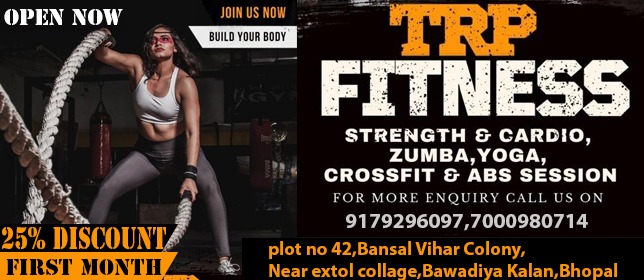 OPEN NOW
JOIN US NOW
BUILD YOUR BODY
25% DISCOUNT
FIRST MONTH
TRP
FITNESS
STRENGTH & CARDIO,
ZUMBA,YOGA,
CROSSFIT & ABS SESSION
FOR MORE ENQUIRY CALL US ON
9179296097,7000980714
plot no 42,Bansal Vihar Colony,
Near extol collage,Bawadiya Kalan,Bhopal